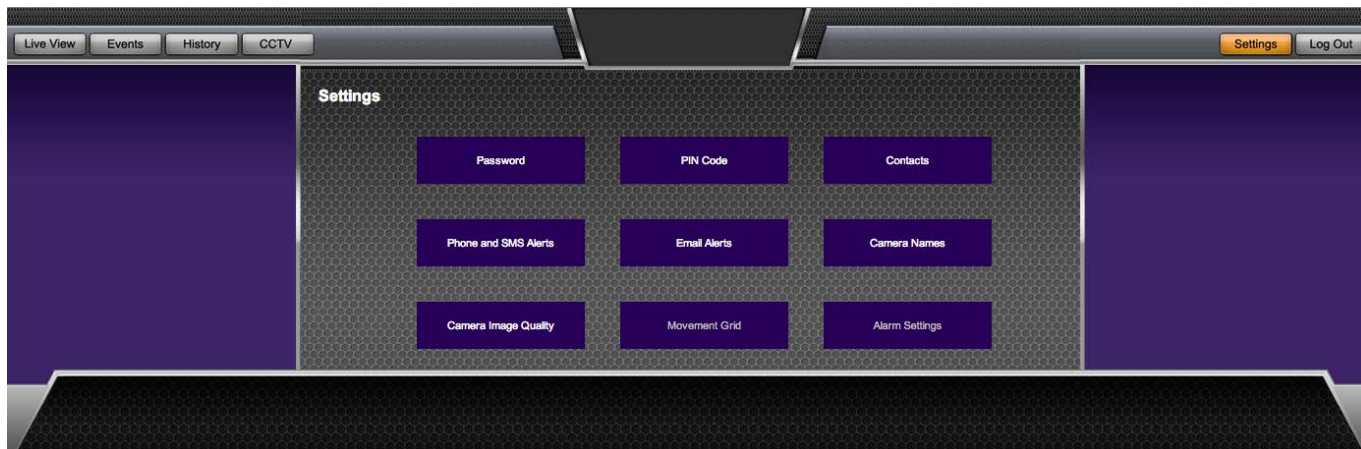 Live View Events History CCTV Settings Log Out
Settings
Password PIN Code Contacts
Phone and SMS Alerts Email Alerts Camera Names
Camera Image Quality Movement Grid Alarm Settings